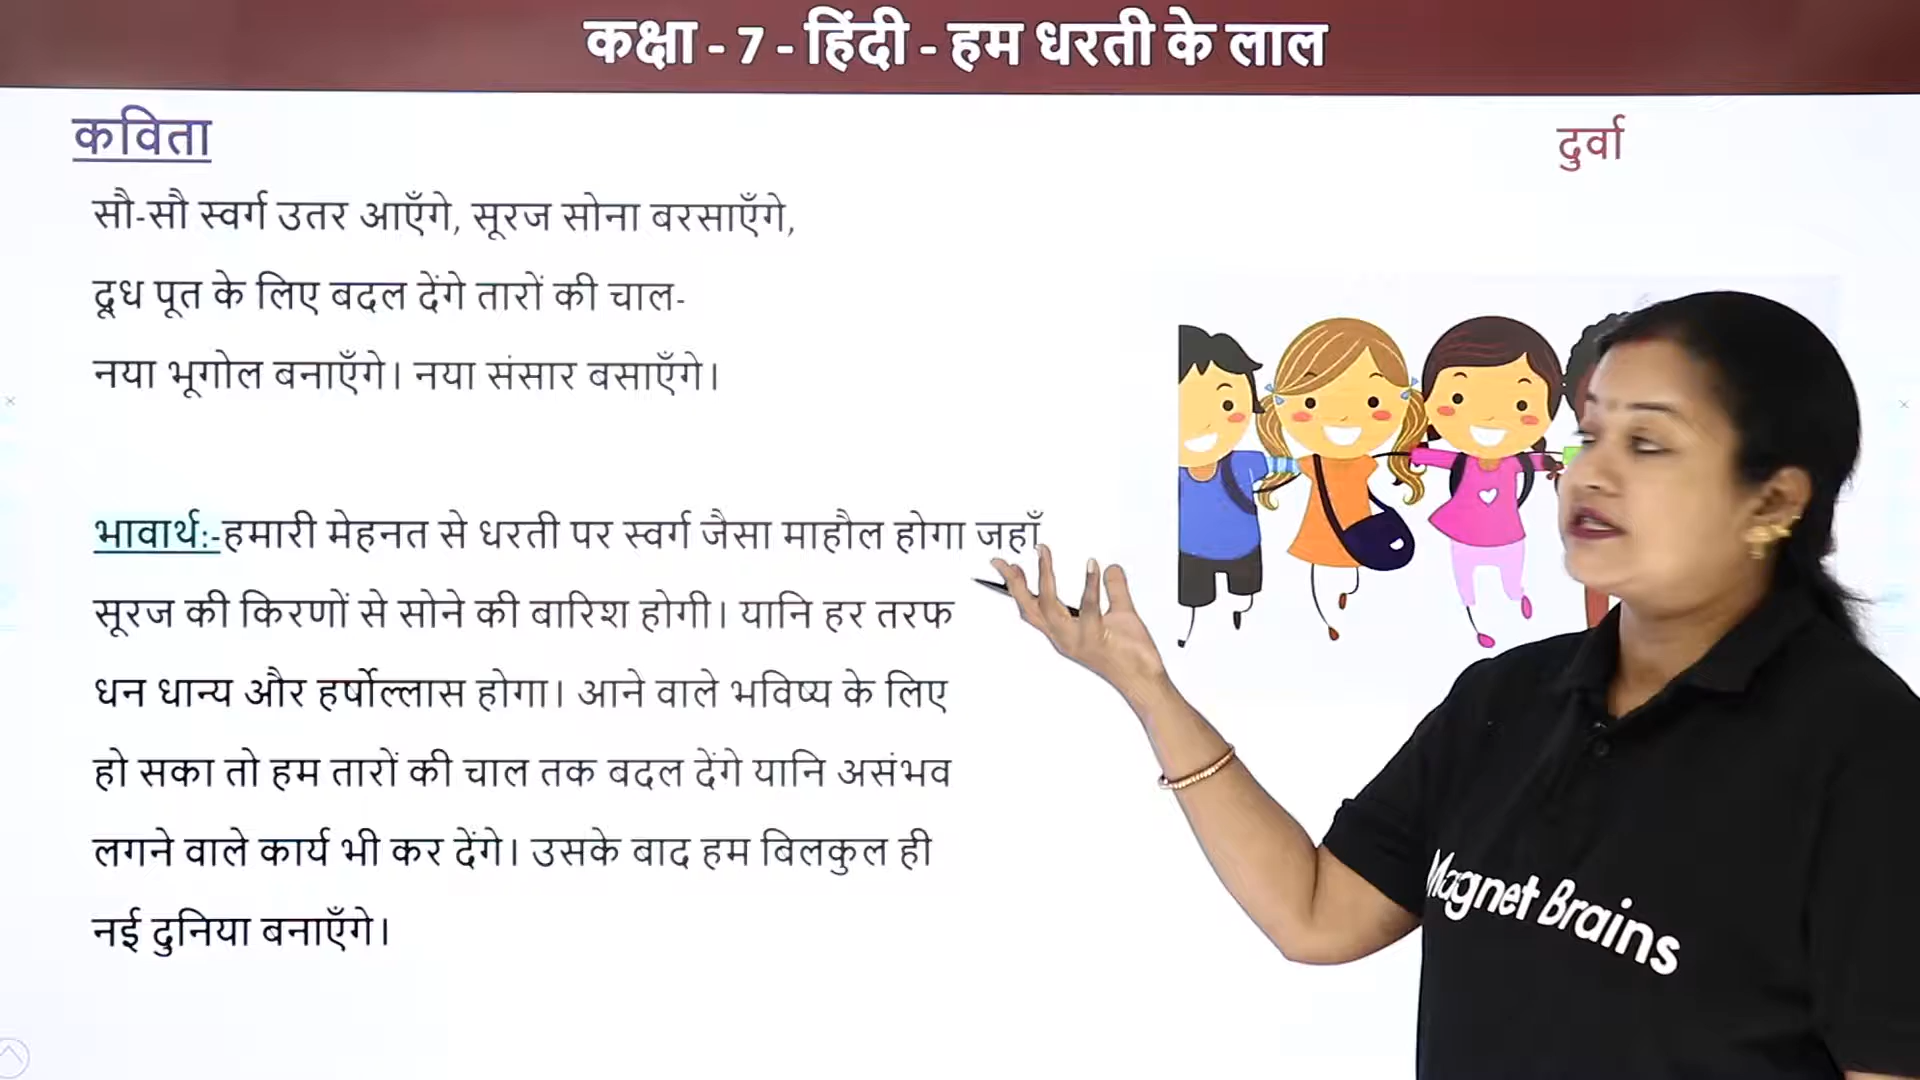 कक्षा - 7 - हिंदी - हम धरती के लाल
कविता
दुर्वा
सौ-सौ स्वर्ग उतर आएँगे, सूरज सोना बरसाएँगे,
दूध पूत के लिए बदल देंगे तारों की चाल-
नया भूगोल बनाएँगे। नया संसार बसाएँगे।
भावार्थ:-हमारी मेहनत से धरती पर स्वर्ग जैसा माहौल होगा जहाँ
सूरज की किरणों से सोने की बारिश होगी। यानि हर तरफ
धन धान्य और हर्षोल्लास होगा। आने वाले भविष्य के लिए
हो सका तो हम तारों की चाल तक बदल देंगे यानि असंभव
लगने वाले कार्य भी कर देंगे। उसके बाद हम बिलकुल ही
नई दुनिया बनाएँगे।
Magnet Brains